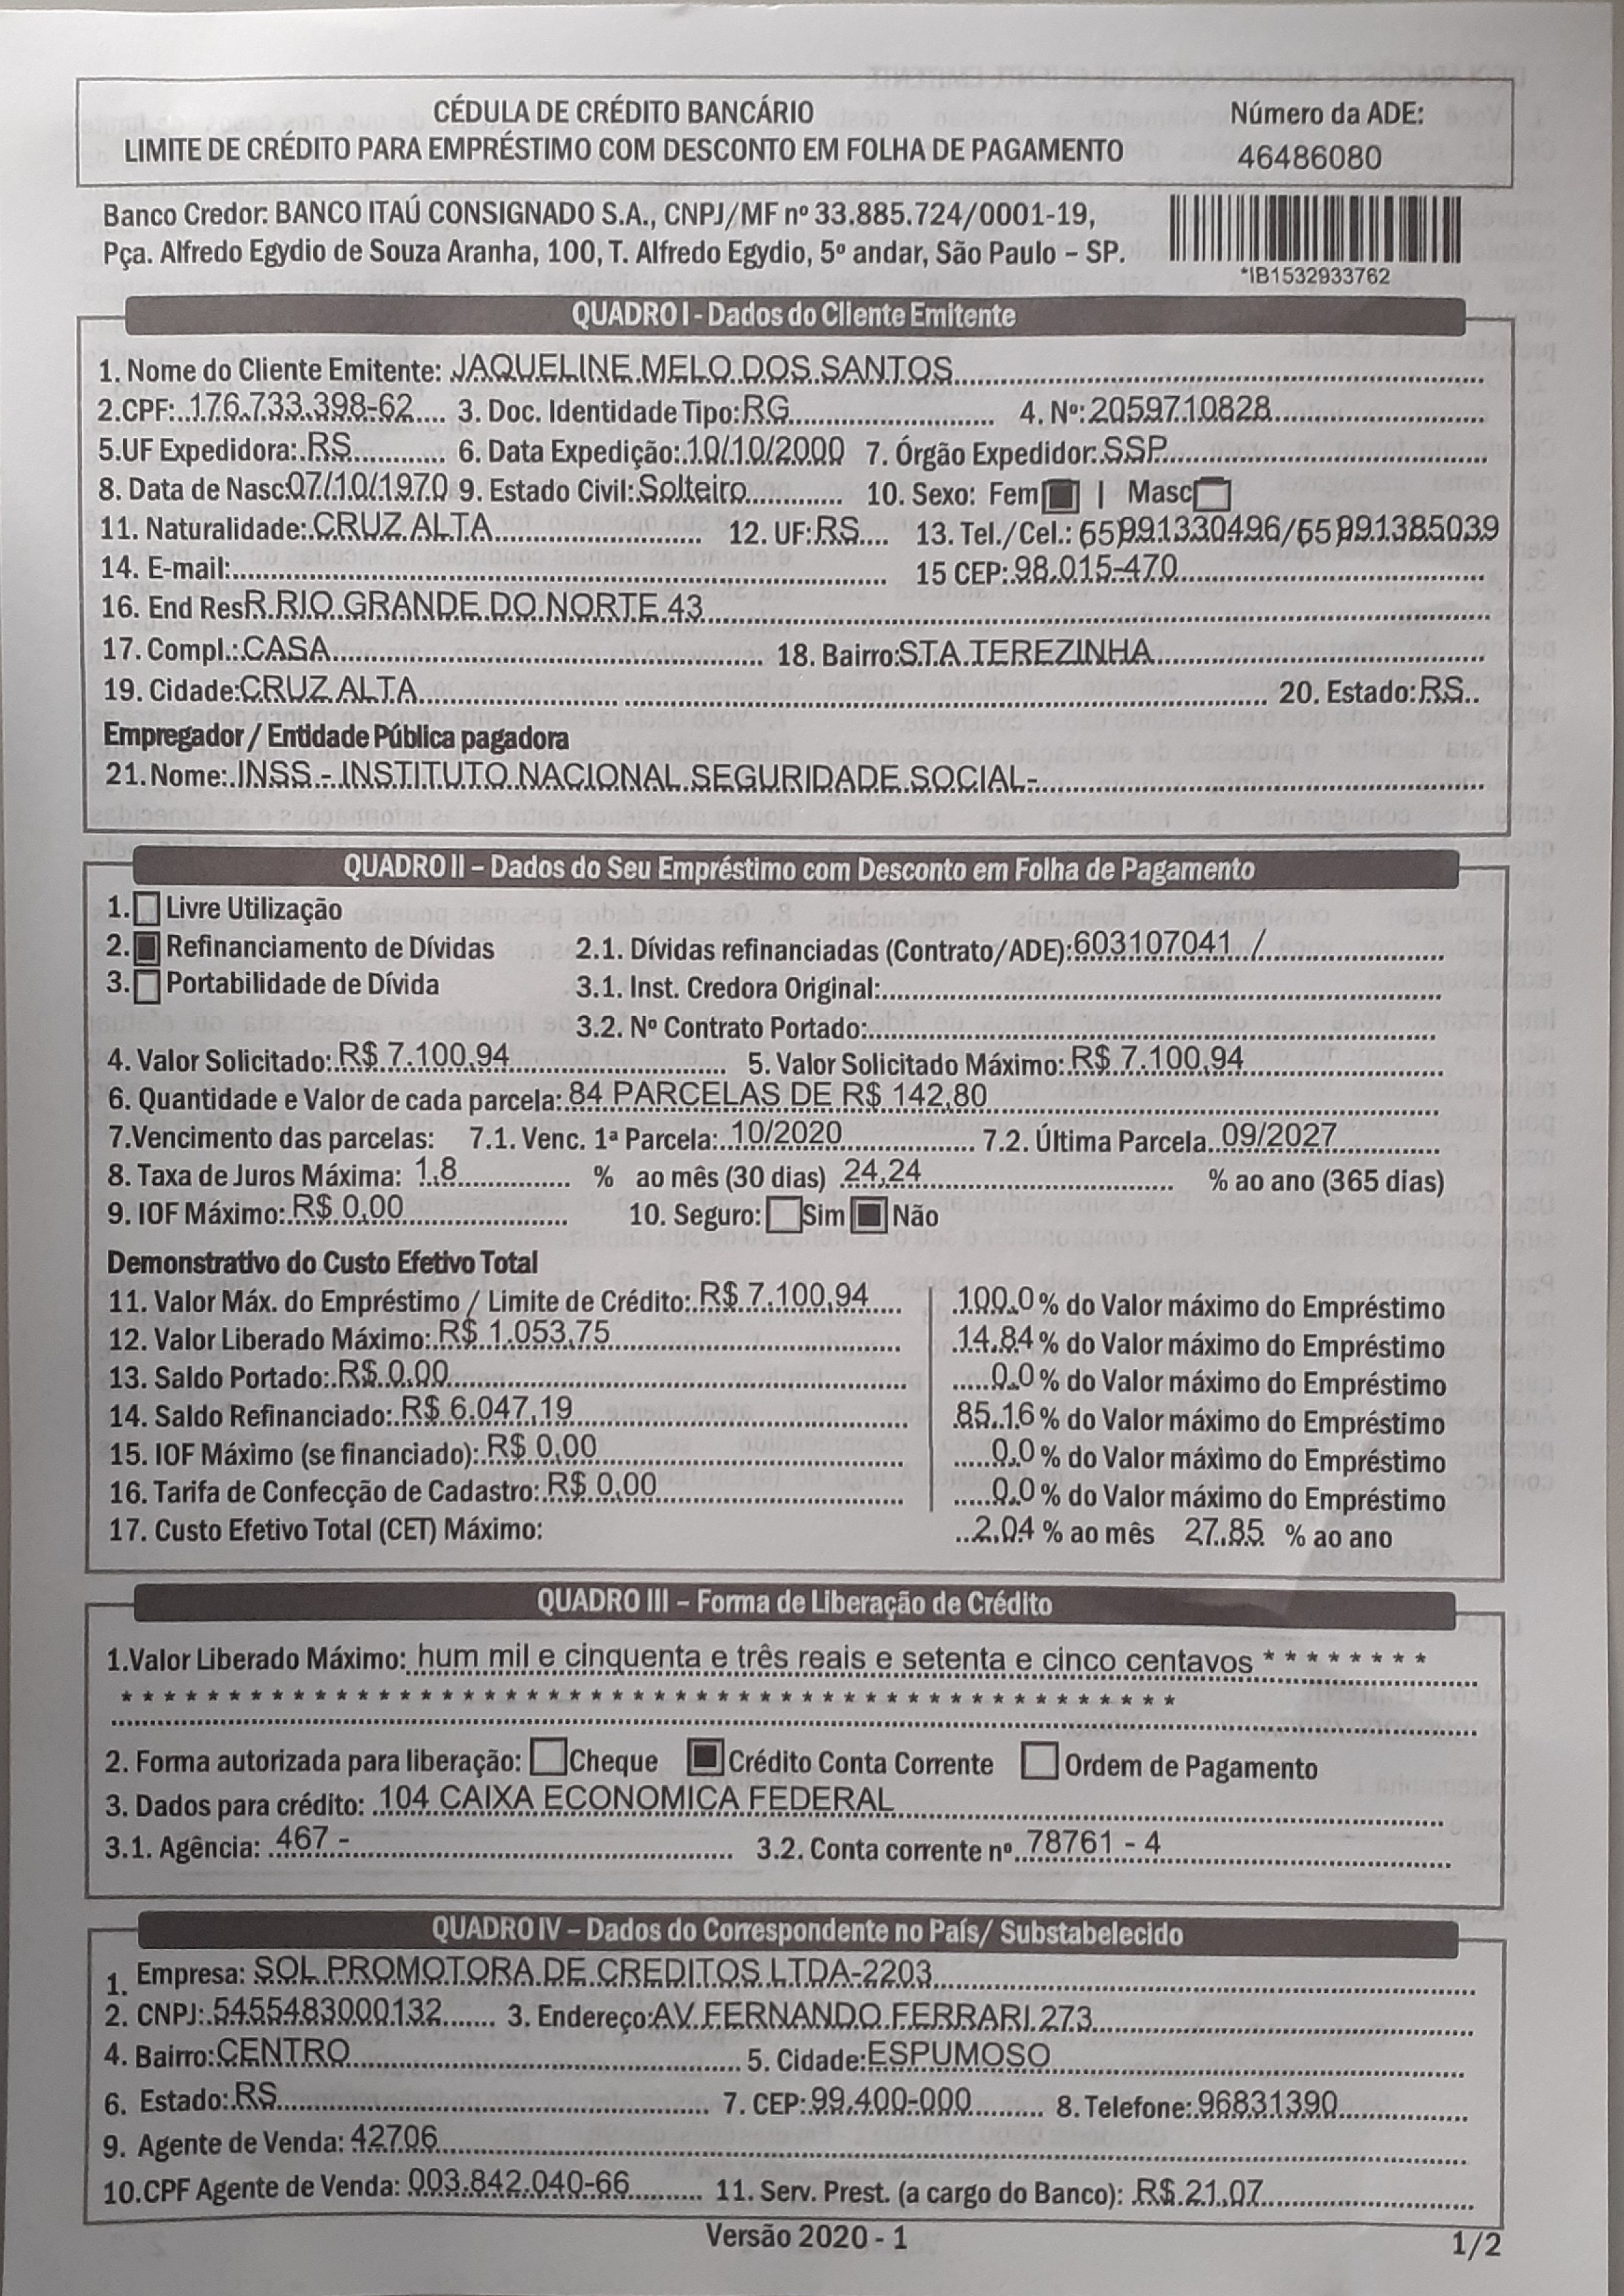 CÉDULA DE CRÉDITO BANCÁRIO
LIMITE DE CRÉDITO PARA EMPRÉSTIMO COM DESCONTO EM FOLHA DE PAGAMENTO
Número da ADE:
46486080
Banco Credor: BANCO ITAÚ CONSIGNADO S.A., CNPJ/MF nº 33.885.724/0001-19,
Pça. Alfredo Egydio de Souza Aranha, 100, T. Alfredo Egydio, 5º andar, São Paulo – SP.
*IB1532933762
QUADRO I - Dados do Cliente Emitente
1. Nome do Cliente Emitente: JAQUELINE MELO DOS SANTOS
2.CPF: 176.733.398-62 3. Doc. Identidade Tipo: RG 4. Nº: 2059710828
5.UF Expedidora: RS 6. Data Expedição: 10/10/2000 7. Órgão Expedidor: SSP
8. Data de Nasc: 07/10/1970 9. Estado Civil: Solteiro 10. Sexo: Fem | Masc
11. Naturalidade: CRUZ ALTA 12. UF: RS 13. Tel./Cel.: 55)991330496/55)991385039
14. E-mail: 15 CEP: 98.015-470
16. End Res R.RIO GRANDE DO NORTE 43
17. Compl.: CASA 18. Bairro: STA TEREZINHA
19. Cidade: CRUZ ALTA 20. Estado: RS
Empregador / Entidade Pública pagadora
21. Nome: INSS - INSTITUTO NACIONAL SEGURIDADE SOCIAL-
QUADRO II – Dados do Seu Empréstimo com Desconto em Folha de Pagamento
1. Livre Utilização
2. Refinanciamento de Dívidas 2.1. Dívidas refinanciadas (Contrato/ADE): 603107041 /
3. Portabilidade de Dívida 3.1. Inst. Credora Original:
3.2. Nº Contrato Portado:
4. Valor Solicitado: R$ 7.100,94 5. Valor Solicitado Máximo: R$ 7.100,94
6. Quantidade e Valor de cada parcela: 84 PARCELAS DE R$ 142,80
7.Vencimento das parcelas: 7.1. Venc. 1ª Parcela: 10/2020 7.2. Última Parcela 09/2027
8. Taxa de Juros Máxima: 1,8 % ao mês (30 dias) 24,24 % ao ano (365 dias)
9. IOF Máximo: R$ 0,00 10. Seguro: Sim Não
Demonstrativo do Custo Efetivo Total
11. Valor Máx. do Empréstimo / Limite de Crédito: R$ 7.100,94 100.0 % do Valor máximo do Empréstimo
12. Valor Liberado Máximo: R$ 1.053,75 14.84 % do Valor máximo do Empréstimo
13. Saldo Portado: R$ 0,00 0.0 % do Valor máximo do Empréstimo
14. Saldo Refinanciado: R$ 6.047,19 85.16 % do Valor máximo do Empréstimo
15. IOF Máximo (se financiado): R$ 0,00 0.0 % do Valor máximo do Empréstimo
16. Tarifa de Confecção de Cadastro: R$ 0,00 0.0 % do Valor máximo do Empréstimo
17. Custo Efetivo Total (CET) Máximo: 2.04 % ao mês 27.85 % ao ano
QUADRO III – Forma de Liberação de Crédito
1.Valor Liberado Máximo: hum mil e cinquenta e três reais e setenta e cinco centavos * * * * * * * *
* * * * * * * * * * * * * * * * * * * * * * * * * * * * * * * * * * * * * * * * * * * * * * * * * *
2. Forma autorizada para liberação: Cheque Crédito Conta Corrente Ordem de Pagamento
3. Dados para crédito: 104 CAIXA ECONOMICA FEDERAL
3.1. Agência: 467 - 3.2. Conta corrente nº 78761 - 4
QUADRO IV – Dados do Correspondente no País/ Substabelecido
1. Empresa: SOL PROMOTORA DE CREDITOS LTDA-2203
2. CNPJ: 5455483000132 3. Endereço: AV FERNANDO FERRARI 273
4. Bairro: CENTRO 5. Cidade: ESPUMOSO
6. Estado: RS 7. CEP: 99.400-000 8. Telefone: 96831390
9. Agente de Venda: 42706
10.CPF Agente de Venda: 003.842.040-66 11. Serv. Prest. (a cargo do Banco): R$ 21,07
Versão 2020 - 1
1/2